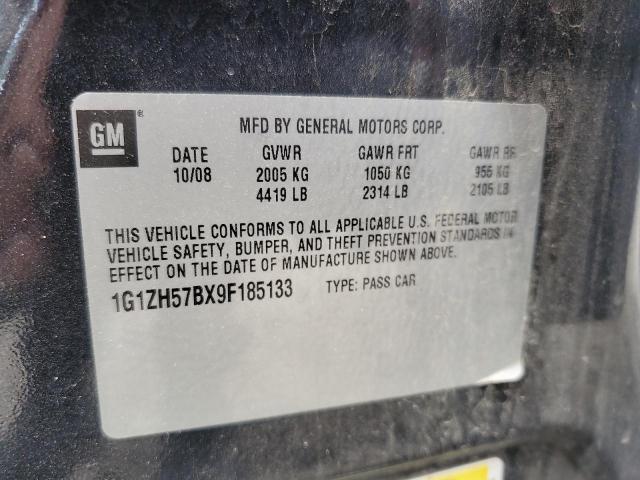 GM®
MFD BY GENERAL MOTORS CORP.
DATE GVWR GAWR FRT GAWR RR
10/08 2005 KG 1050 KG 955 KG
4419 LB 2314 LB 2105 LB
THIS VEHICLE CONFORMS TO ALL APPLICABLE U.S. FEDERAL MOTOR
VEHICLE SAFETY, BUMPER, AND THEFT PREVENTION STANDARDS IN
EFFECT ON THE DATE OF MANUFACTURE SHOWN ABOVE.
1G1ZH57BX9F185133 TYPE: PASS CAR